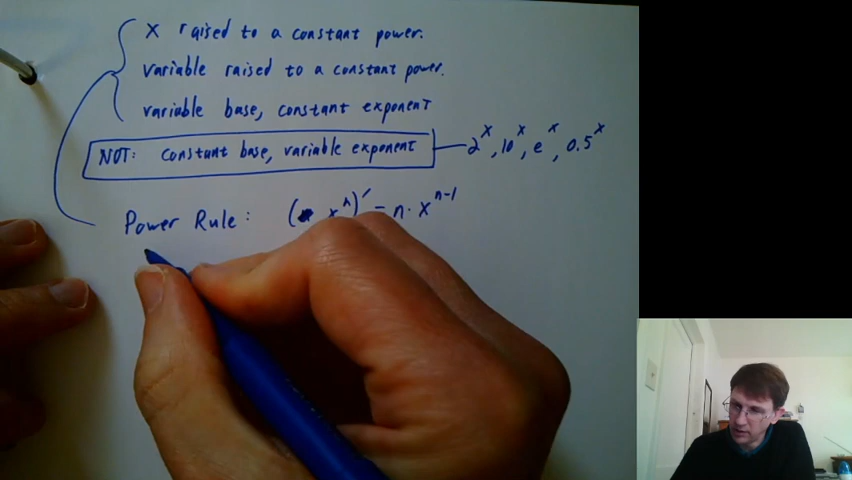 x raised to a constant power.
variable raised to a constant power.
variable base, constant exponent
NOT: constant base, variable exponent — 2^x, 10^x, e^x, 0.5^x
Power Rule: (x^n)′ = n · x^(n-1)